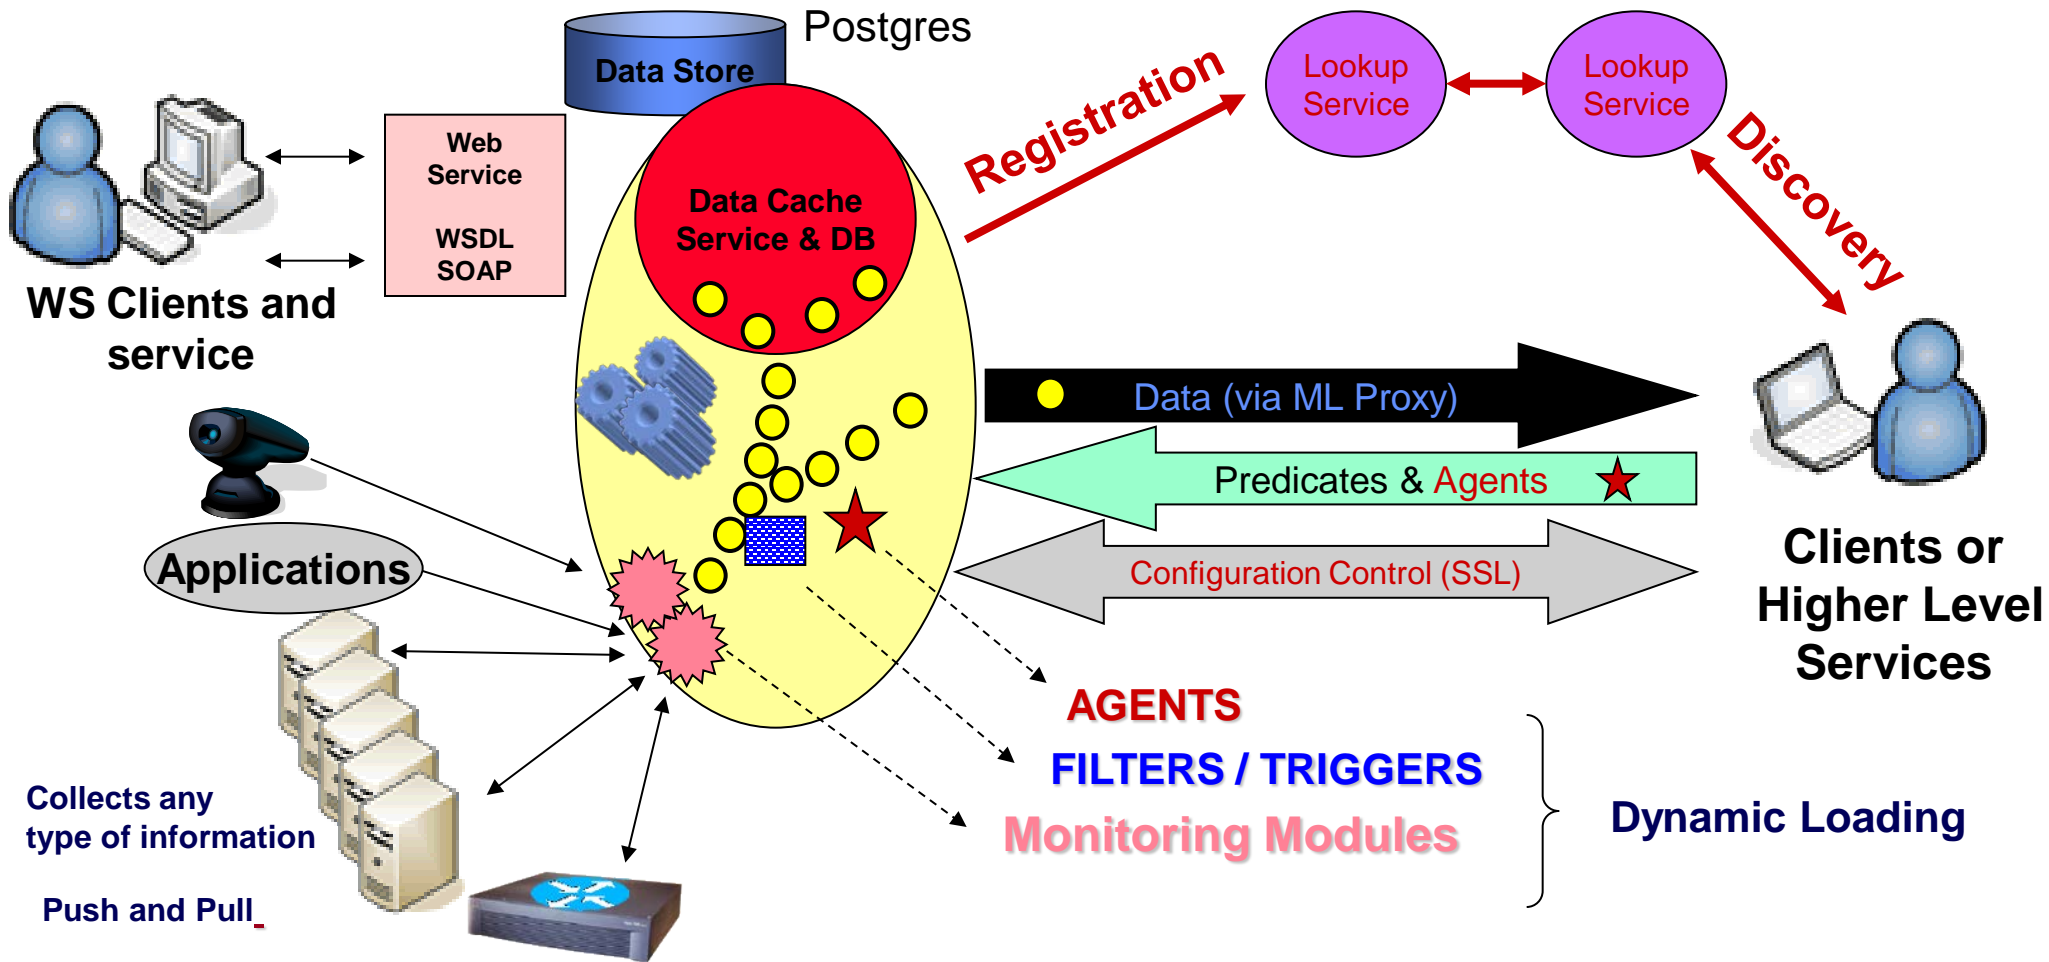 Postgres
Data Store
Lookup
Service
Lookup
Service
Registration
Discovery
Web
Service
WSDL
SOAP
Data Cache
Service & DB
WS Clients and
service
Data (via ML Proxy)
Predicates & Agents
Configuration Control (SSL)
Clients or
Higher Level
Services
Applications
AGENTS
FILTERS / TRIGGERS
Monitoring Modules
Dynamic Loading
Collects any
type of information
Push and Pull